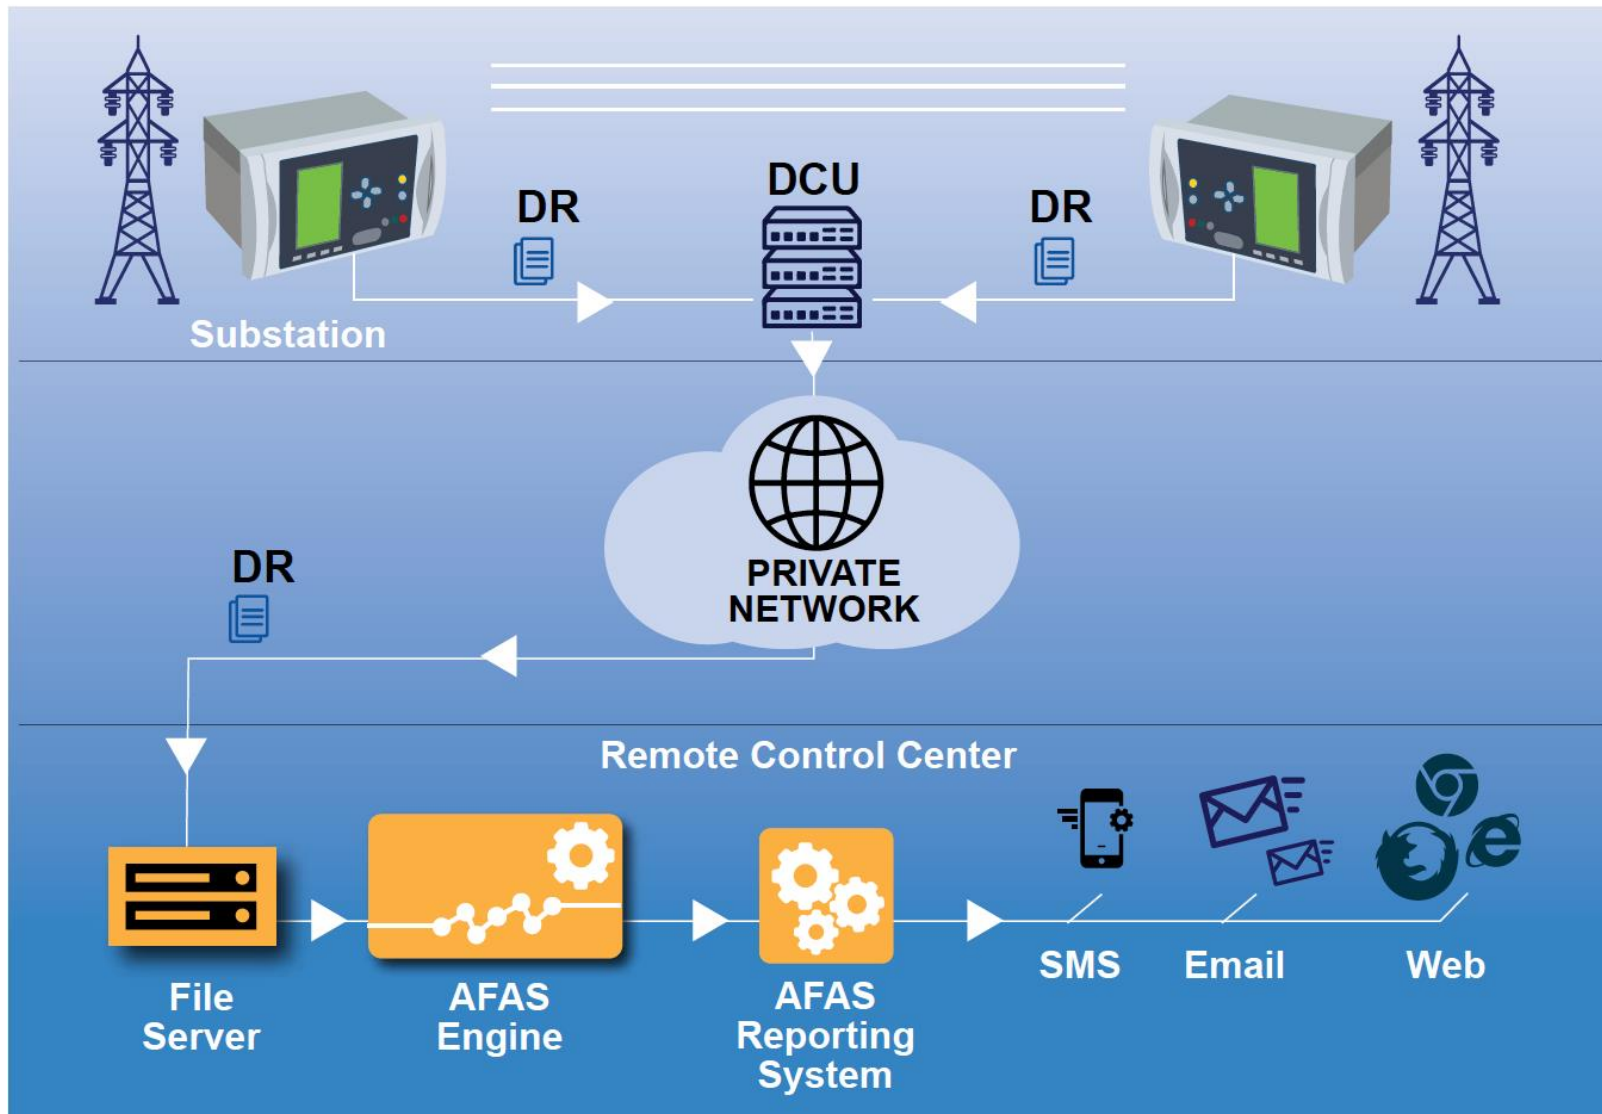 DCU
DR
DR
Substation
PRIVATE
NETWORK
DR
Remote Control Center
SMS
Email
Web
File
Server
AFAS
Engine
AFAS
Reporting
System